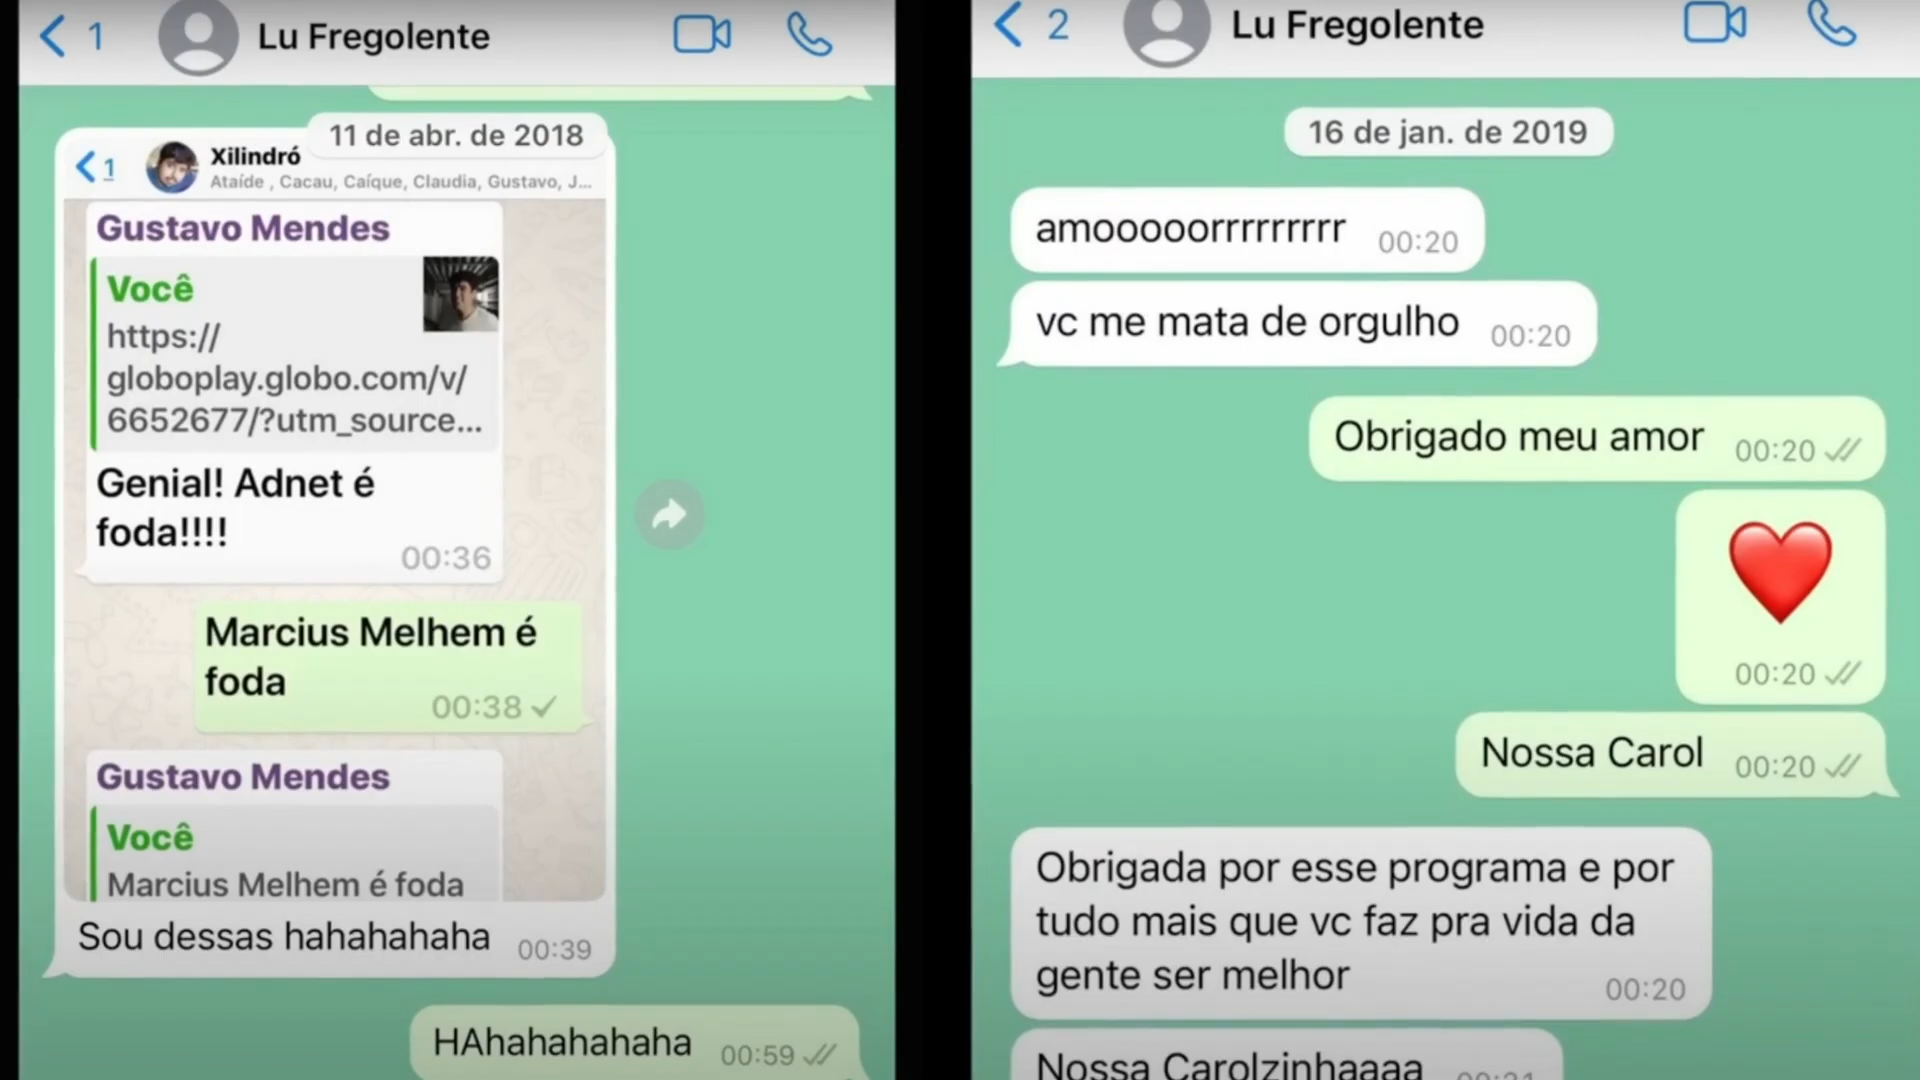 1
Lu Fregolente
11 de abr. de 2018
1
Xilindró
Ataíde , Cacau, Caíque, Claudia, Gustavo, J...
Gustavo Mendes
Você
https://
globoplay.globo.com/v/
6652677/?utm_source...
Genial! Adnet é
foda!!!!
00:36
Marcius Melhem é
foda
00:38
Gustavo Mendes
Você
Marcius Melhem é foda
Sou dessas hahahahaha
00:39
HAhahahahaha
00:59
2
Lu Fregolente
16 de jan. de 2019
amooooorrrrrrrrr
00:20
vc me mata de orgulho
00:20
Obrigado meu amor
00:20
00:20
Nossa Carol
00:20
Obrigada por esse programa e por
tudo mais que vc faz pra vida da
gente ser melhor
00:20
Nossa Carolzinhaaaa
00:21